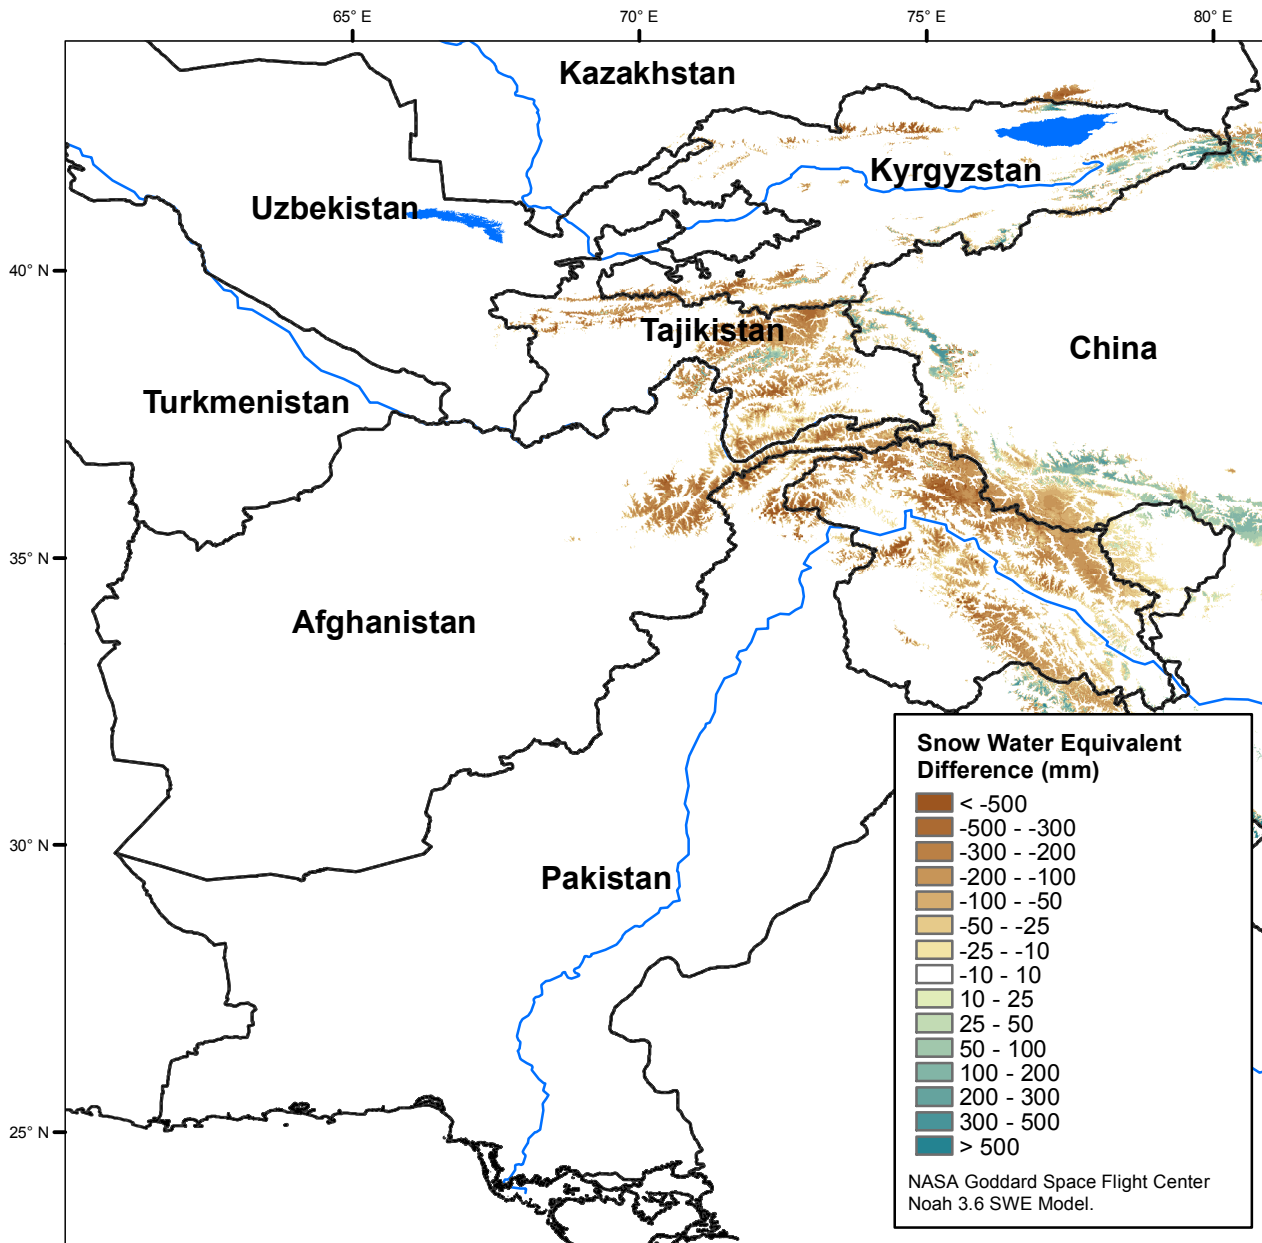 65° E
70° E
75° E
80° E
Kazakhstan
Kyrgyzstan
Uzbekistan
40° N
Tajikistan
China
Turkmenistan
35° N
Afghanistan
30° N
Pakistan
25° N
Snow Water Equivalent
Difference (mm)
< -500
-500 - -300
-300 - -200
-200 - -100
-100 - -50
-50 - -25
-25 - -10
-10 - 10
10 - 25
25 - 50
50 - 100
100 - 200
200 - 300
300 - 500
> 500
NASA Goddard Space Flight Center
Noah 3.6 SWE Model.